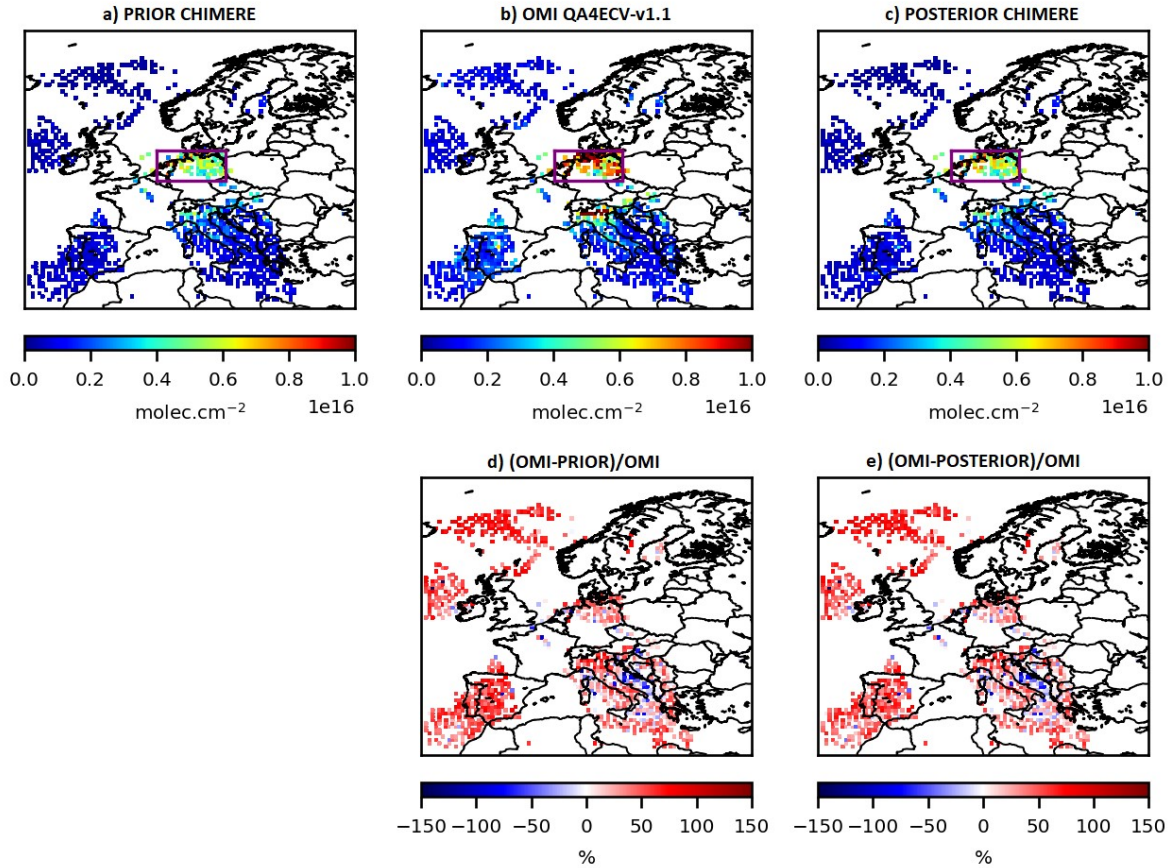 a) PRIOR CHIMERE
b) OMI QA4ECV-v1.1
c) POSTERIOR CHIMERE
0.0 0.2 0.4 0.6 0.8 1.0
molec.cm⁻² 1e16
0.0 0.2 0.4 0.6 0.8 1.0
molec.cm⁻² 1e16
0.0 0.2 0.4 0.6 0.8 1.0
molec.cm⁻² 1e16
d) (OMI-PRIOR)/OMI
e) (OMI-POSTERIOR)/OMI
−150 −100 −50 0 50 100 150
%
−150 −100 −50 0 50 100 150
%